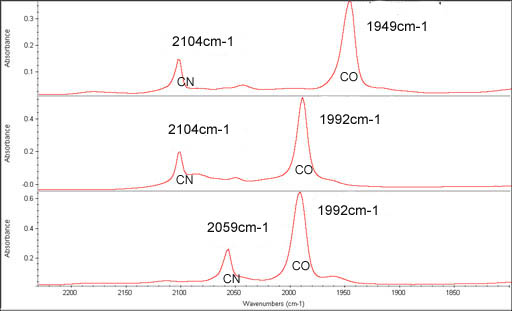 Absorbance
0.3
0.2
0.1
2104cm-1
CN
1949cm-1
CO
Absorbance
0.4
0.2
-0.0
2104cm-1
CN
1992cm-1
CO
Absorbance
0.6
0.4
0.2
2059cm-1
CN
1992cm-1
CO
2200 2150 2100 2050 2000 1950 1900 1850
Wavenumbers (cm-1)